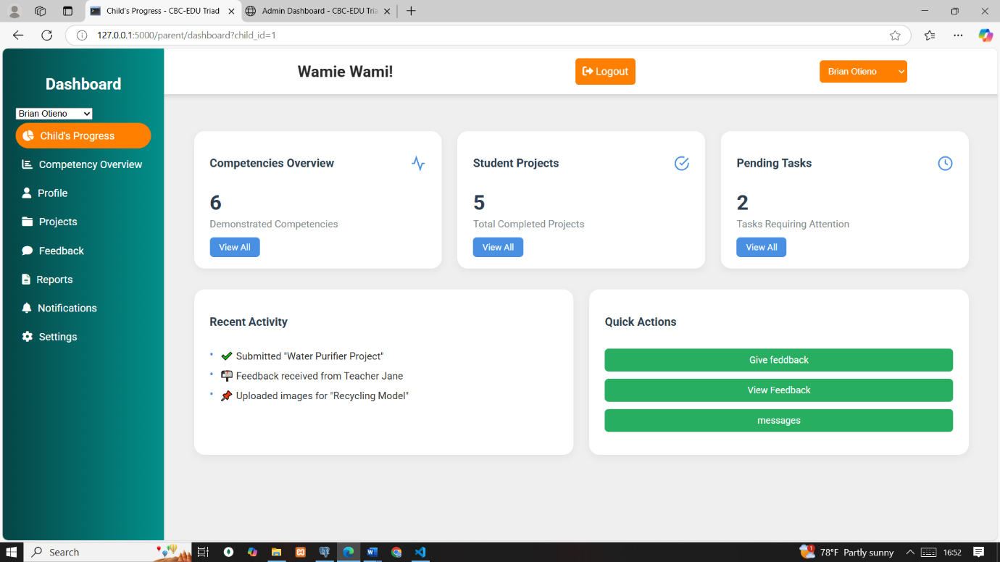 Child's Progress - CBC-EDU Triad
Admin Dashboard - CBC-EDU Tria
127.0.0.1:5000/parent/dashboard?child_id=1
Dashboard
Brian Otieno
Child's Progress
Competency Overview
Profile
Projects
Feedback
Reports
Notifications
Settings
Wamie Wami!
Logout
Brian Otieno
Competencies Overview
6
Demonstrated Competencies
View All
Student Projects
5
Total Completed Projects
View All
Pending Tasks
2
Tasks Requiring Attention
View All
Recent Activity
Submitted "Water Purifier Project"
Feedback received from Teacher Jane
Uploaded images for "Recycling Model"
Quick Actions
Give feddback
View Feedback
messages
Search
78°F Partly sunny
16:52